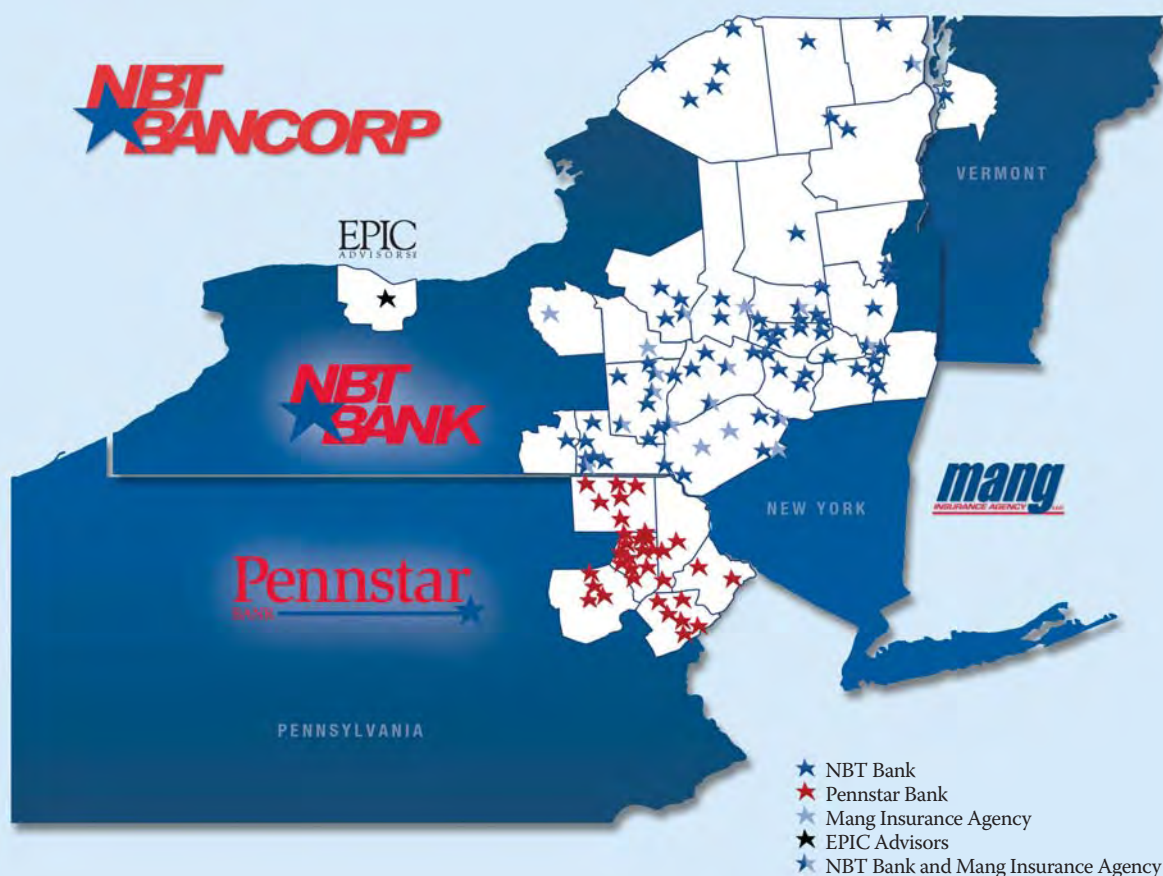 NBT
BANCORP
VERMONT
EPIC
ADVISORS
NBT
BANK
mang
INSURANCE AGENCY LLC
NEW YORK
Pennstar
BANK
PENNSYLVANIA
NBT Bank
Pennstar Bank
Mang Insurance Agency
EPIC Advisors
NBT Bank and Mang Insurance Agency